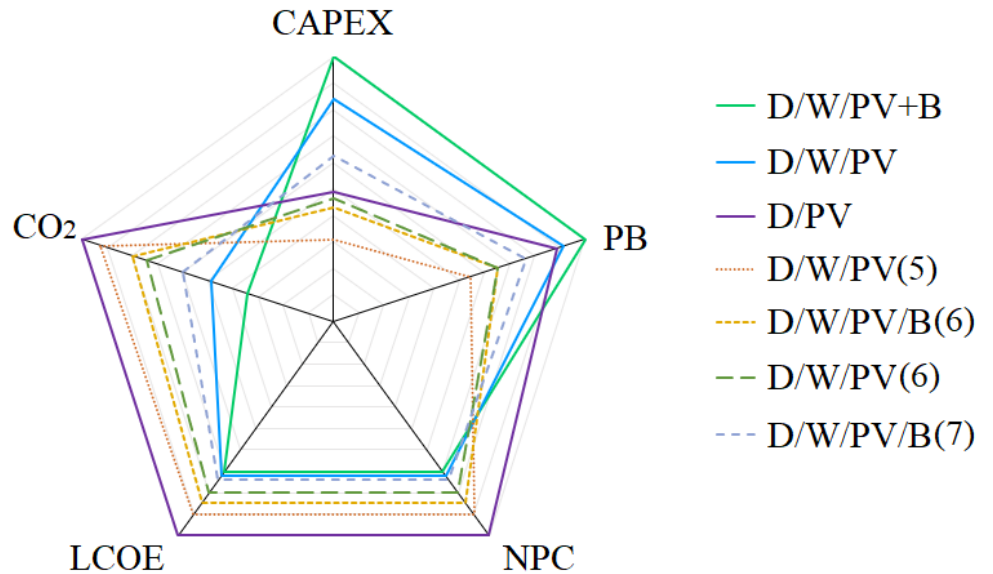 CAPEX
PB
NPC
LCOE
CO2
D/W/PV+B
D/W/PV
D/PV
D/W/PV(5)
D/W/PV/B(6)
D/W/PV(6)
D/W/PV/B(7)